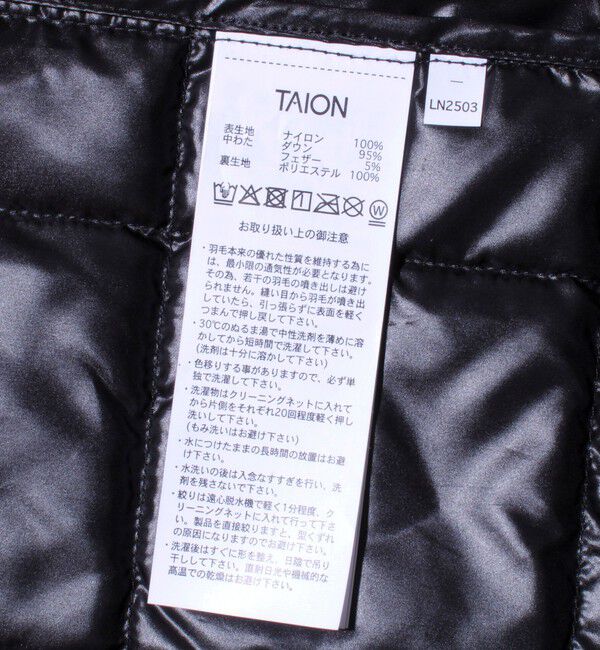 TAION
表生地 ナイロン 100%
中わた ダウン 95%
フェザー 5%
裏生地 ポリエステル 100%
W
お取り扱い上の御注意
・羽毛本来の優れた性質を維持する為に
は、最小限の通気性が必要となります。
その為、若干の羽毛の噴き出しは避け
られません。縫い目から羽毛が噴き出
していたら、引っ張らずに表面を軽く
つまんで押し戻して下さい。
・30℃のぬるま湯で中性洗剤を薄めに溶
かしてから短時間で洗濯して下さい。
(洗剤は十分に溶かして下さい)
・色移りする事がありますので、必ず単
独で洗濯して下さい。
・洗濯物はクリーニングネットに入れて
から片側をそれぞれ20回程度軽く押し
洗いして下さい。
(もみ洗いはお避け下さい)
・水につけたままの長時間の放置はお避
け下さい。
・水洗いの後は入念なすすぎを行い、洗
剤を残さないで下さい。
・絞りは遠心脱水機で軽く1分程度、ク
リーニングネットに入れて行って下さ
い。製品を直接絞りますと、型くずれ
の原因になりますのでお避け下さい。
・洗濯後はすぐに形を整え、日陰で吊り
干しして下さい。直射日光や機械的な
高温での乾燥はお避け下さい。
—
LN2503